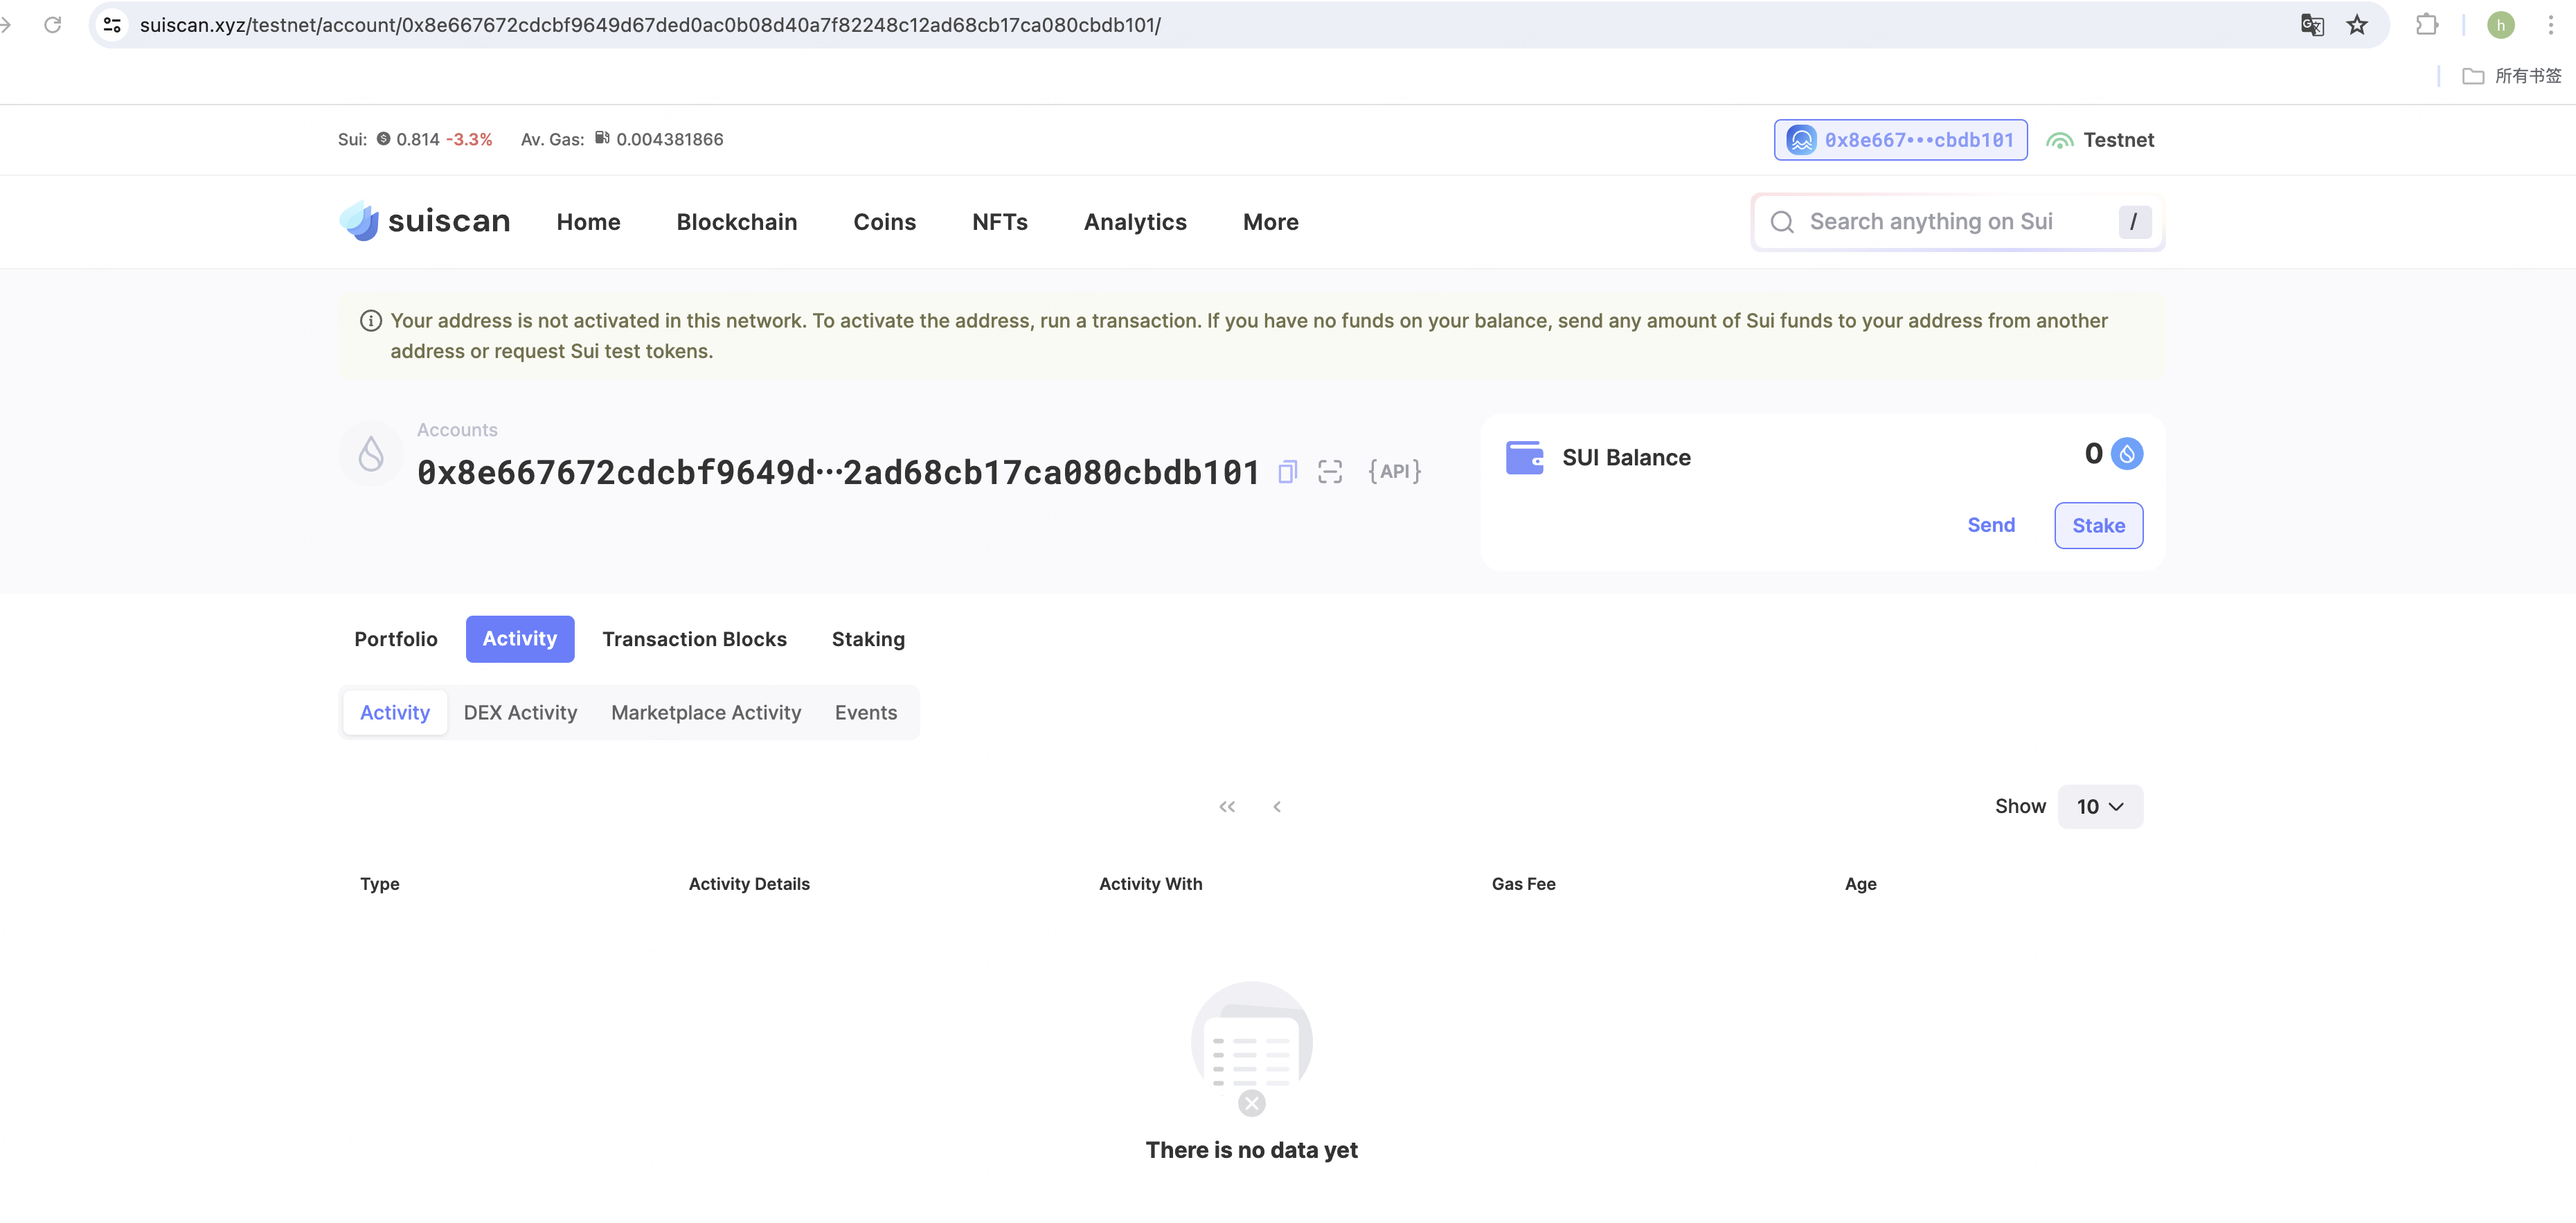 suiscan.xyz/testnet/account/0x8e667672cdcbf9649d67ded0ac0b08d40a7f82248c12ad68cb17ca080cbdb101/
h
所有书签
Sui: 0.814 -3.3% Av. Gas: 0.004381866
0x8e667•••cbdb101 Testnet
suiscan Home Blockchain Coins NFTs Analytics More
Search anything on Sui /
Your address is not activated in this network. To activate the address, run a transaction. If you have no funds on your balance, send any amount of Sui funds to your address from another
address or request Sui test tokens.
Accounts
0x8e667672cdcbf9649d···2ad68cb17ca080cbdb101 {API}
SUI Balance 0
Send Stake
Portfolio Activity Transaction Blocks Staking
Activity DEX Activity Marketplace Activity Events
Show 10
Type Activity Details Activity With Gas Fee Age
There is no data yet